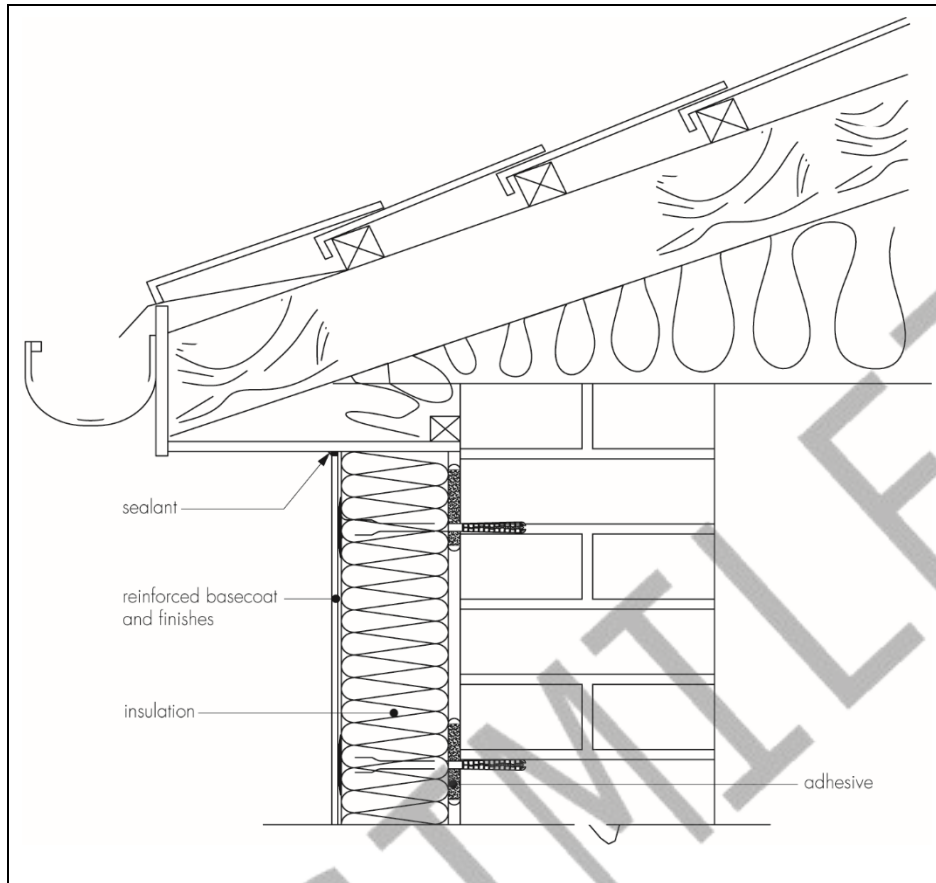 sealant
reinforced basecoat
and finishes
insulation
adhesive